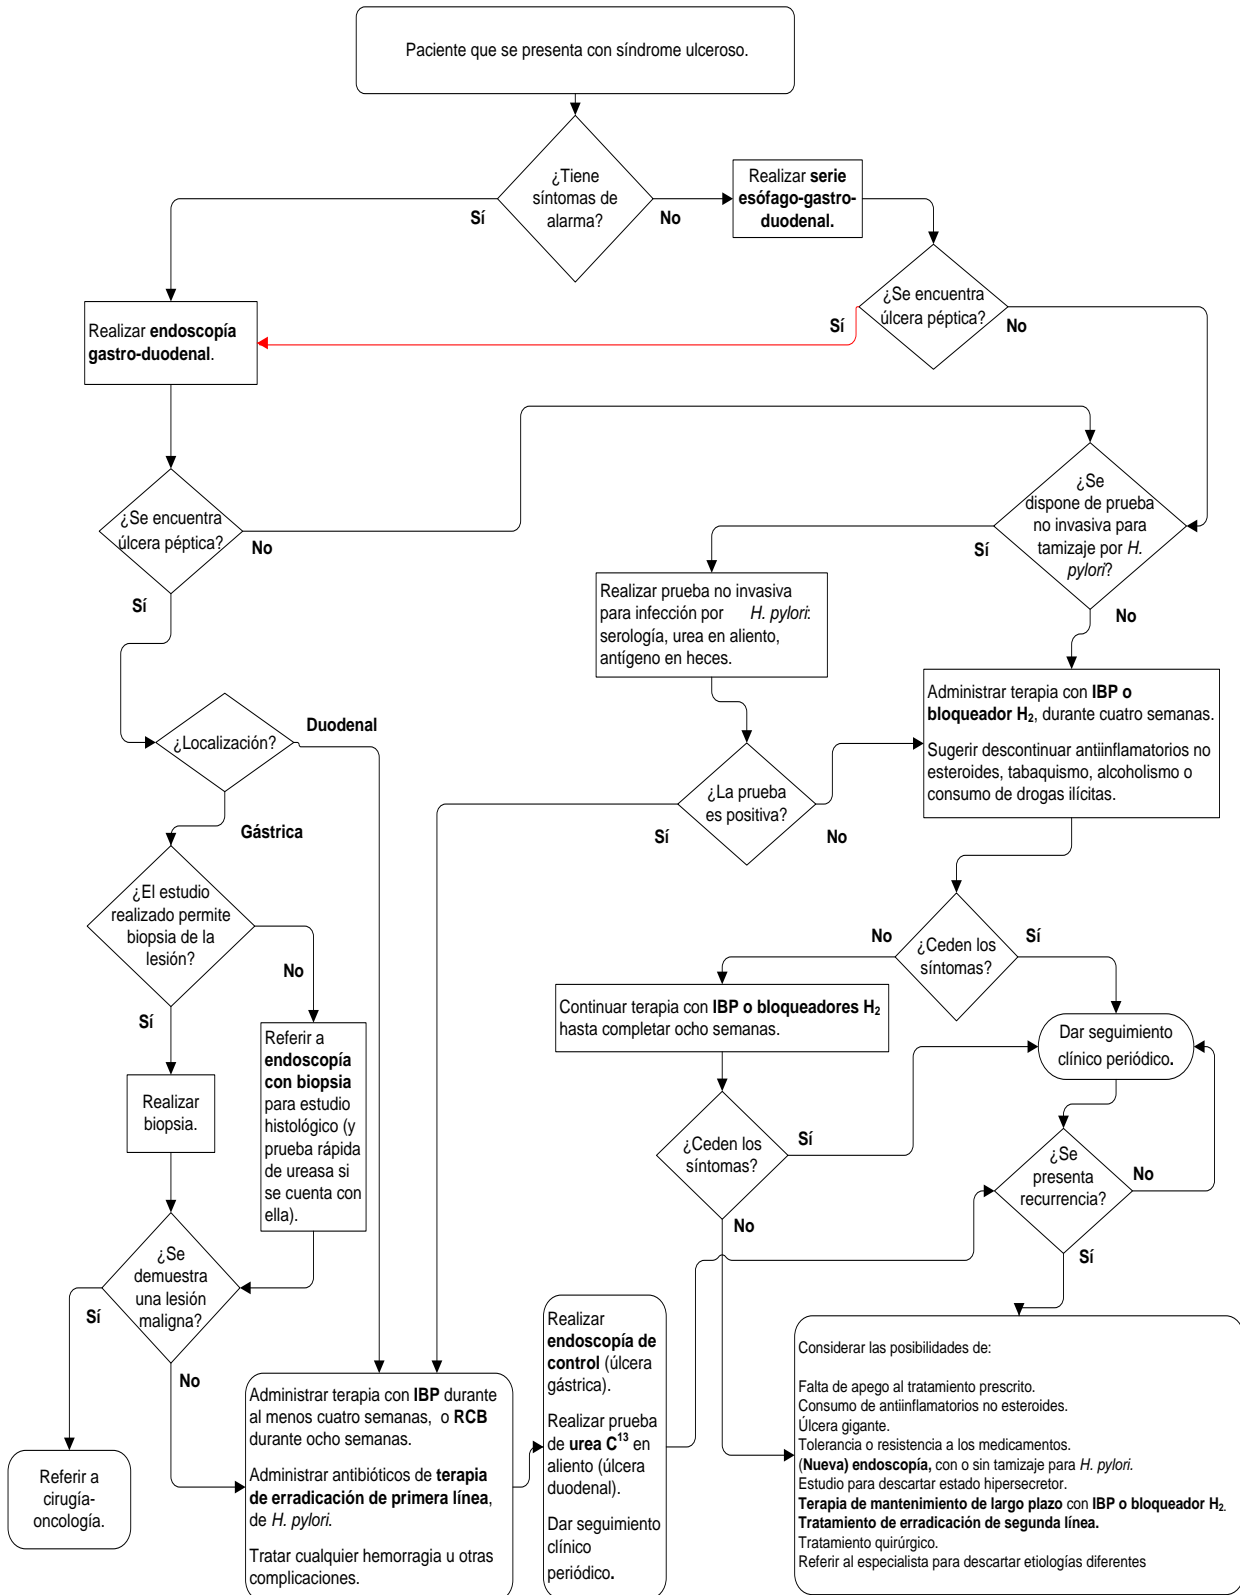 Paciente que se presenta con síndrome ulceroso.
¿Tiene
síntomas de
alarma?
Sí
No
Realizar serie
esófago-gastro-
duodenal.
¿Se encuentra
úlcera péptica?
Sí
No
Realizar endoscopía
gastro-duodenal.
¿Se encuentra
úlcera péptica?
No
Sí
¿Se
dispone de prueba
no invasiva para
tamizaje por H.
pylori?
Sí
No
Realizar prueba no invasiva
para infección por H. pylori:
serología, urea en aliento,
antígeno en heces.
Administrar terapia con IBP o
bloqueador H2, durante cuatro semanas.
Sugerir descontinuar antiinflamatorios no
esteroides, tabaquismo, alcoholismo o
consumo de drogas ilícitas.
¿Localización?
Duodenal
Gástrica
¿La prueba
es positiva?
Sí
No
¿El estudio
realizado permite
biopsia de la
lesión?
No
Sí
¿Ceden los
síntomas?
No
Sí
Continuar terapia con IBP o bloqueadores H2
hasta completar ocho semanas.
Dar seguimiento
clínico periódico.
Referir a
endoscopía
con biopsia
para estudio
histológico (y
prueba rápida
de ureasa si
se cuenta con
ella).
Realizar
biopsia.
¿Ceden los
síntomas?
Sí
No
¿Se
presenta
recurrencia?
No
Sí
¿Se
demuestra
una lesión
maligna?
Sí
No
Referir a
cirugía-
oncología.
Administrar terapia con IBP durante
al menos cuatro semanas, o RCB
durante ocho semanas.
Administrar antibióticos de terapia
de erradicación de primera línea,
de H. pylori.
Tratar cualquier hemorragia u otras
complicaciones.
Realizar
endoscopía de
control (úlcera
gástrica).
Realizar prueba
de urea C13 en
aliento (úlcera
duodenal).
Dar seguimiento
clínico
periódico.
Considerar las posibilidades de:
Falta de apego al tratamiento prescrito.
Consumo de antiinflamatorios no esteroides.
Úlcera gigante.
Tolerancia o resistencia a los medicamentos.
(Nueva) endoscopía, con o sin tamizaje para H. pylori.
Estudio para descartar estado hipersecretor.
Terapia de mantenimiento de largo plazo con IBP o bloqueador H2.
Tratamiento de erradicación de segunda línea.
Tratamiento quirúrgico.
Referir al especialista para descartar etiologías diferentes